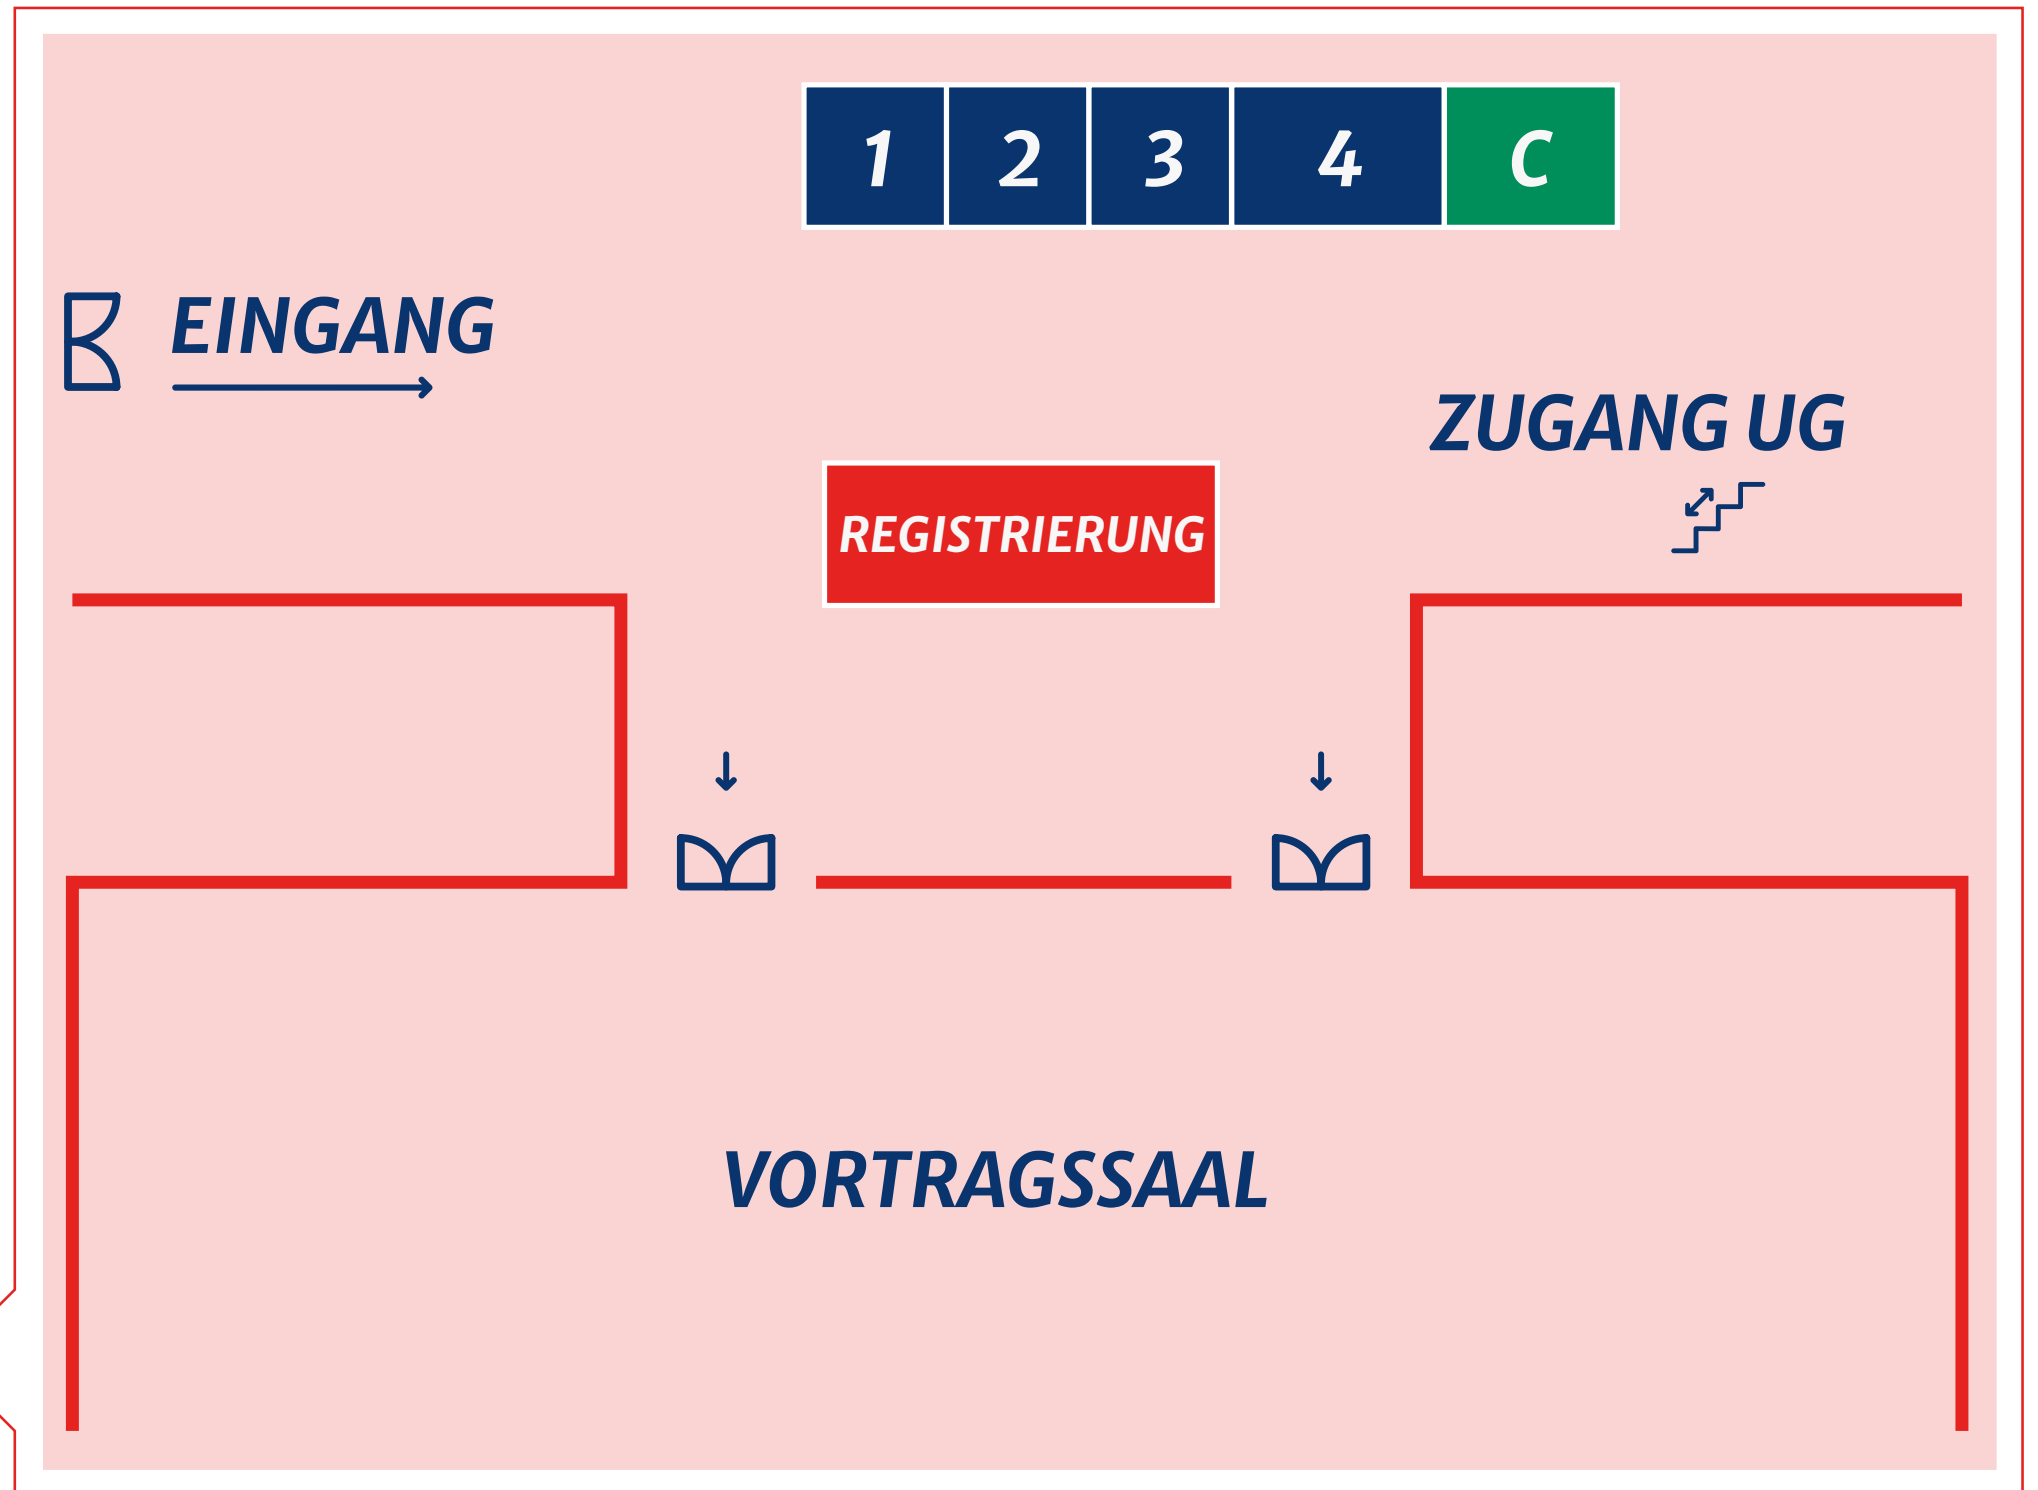 1 2 3 4 C
EINGANG
ZUGANG UG
REGISTRIERUNG
VORTRAGSSAAL